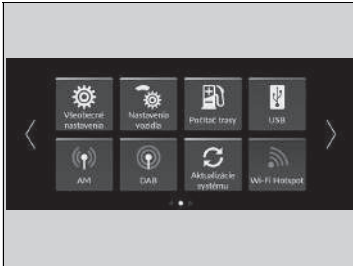 Všeobecné
nastavenia
Nastavenia
vozidla
Počítač trasy
USB
AM
DAB
Aktualizácie
systému
Wi-Fi Hotspot